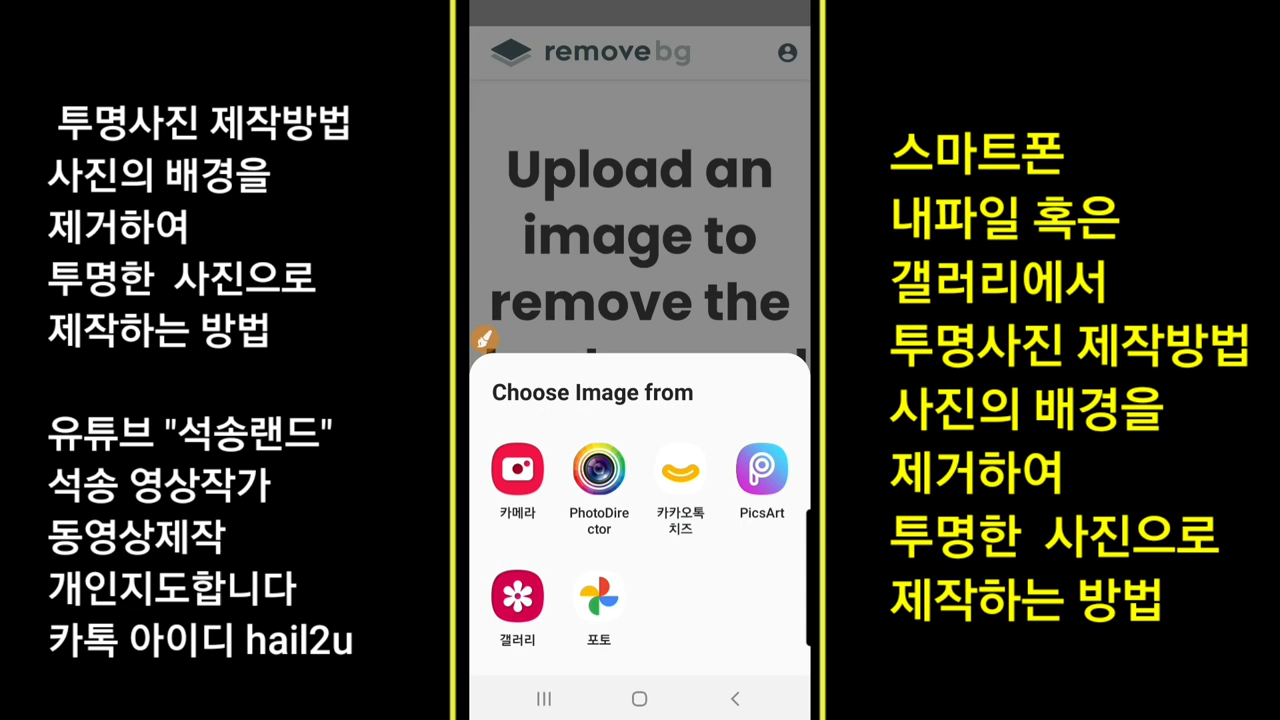 투명사진 제작방법
사진의 배경을
제거하여
투명한 사진으로
제작하는 방법
유튜브 "석송랜드"
석송 영상작가
동영상제작
개인지도합니다
카톡 아이디 hail2u
remove bg
Upload an
image to
remove the
Choose Image from
카메라
PhotoDire
ctor
카카오톡
치즈
PicsArt
갤러리
포토
스마트폰
내파일 혹은
갤러리에서
투명사진 제작방법
사진의 배경을
제거하여
투명한 사진으로
제작하는 방법